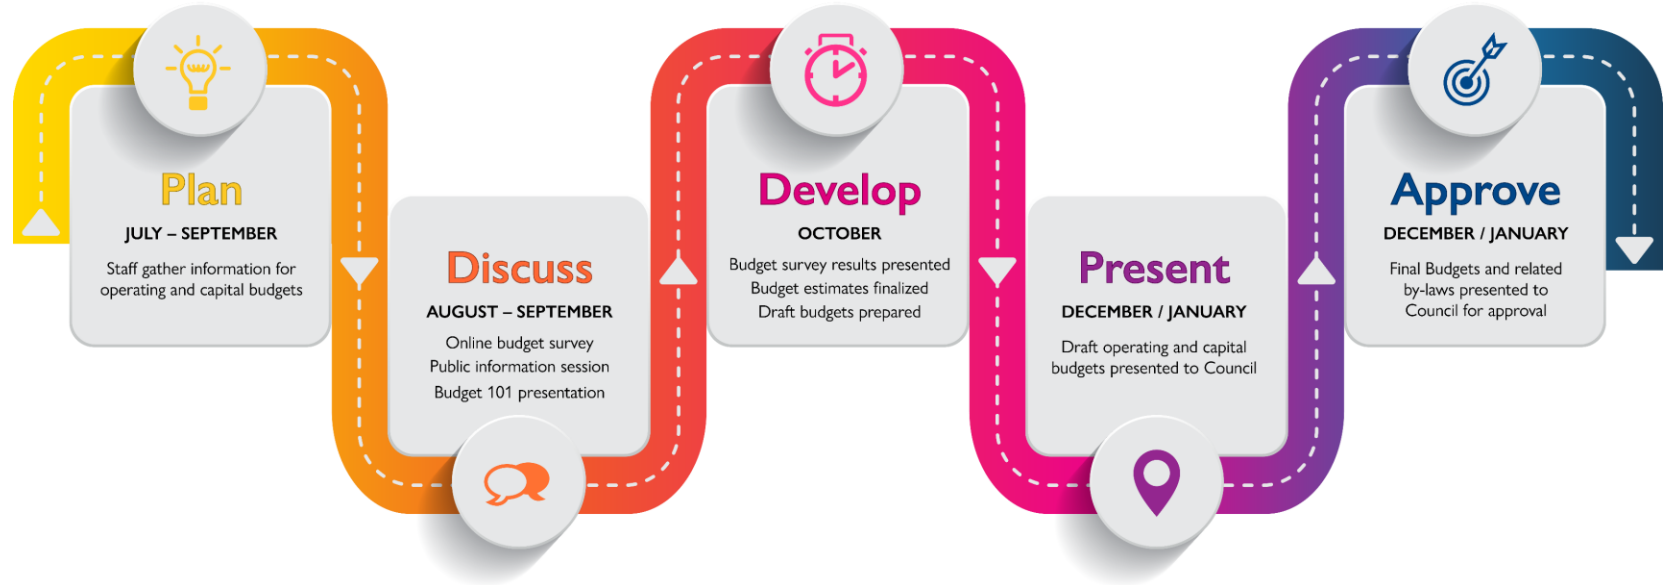 Plan
JULY – SEPTEMBER
Staff gather information for
operating and capital budgets
Discuss
AUGUST – SEPTEMBER
Online budget survey
Public information session
Budget 101 presentation
Develop
OCTOBER
Budget survey results presented
Budget estimates finalized
Draft budgets prepared
Present
DECEMBER / JANUARY
Draft operating and capital
budgets presented to Council
Approve
DECEMBER / JANUARY
Final Budgets and related
by-laws presented to
Council for approval